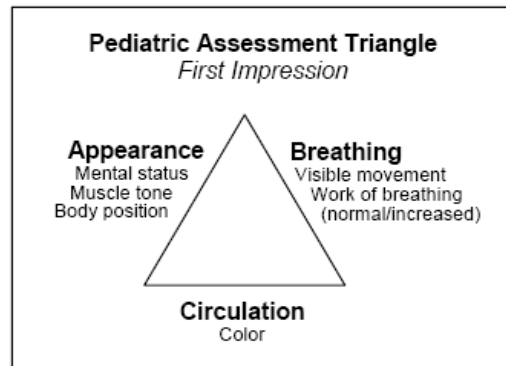 Pediatric Assessment Triangle
First Impression
Appearance
Mental status
Muscle tone
Body position
Breathing
Visible movement
Work of breathing
(normal/increased)
Circulation
Color